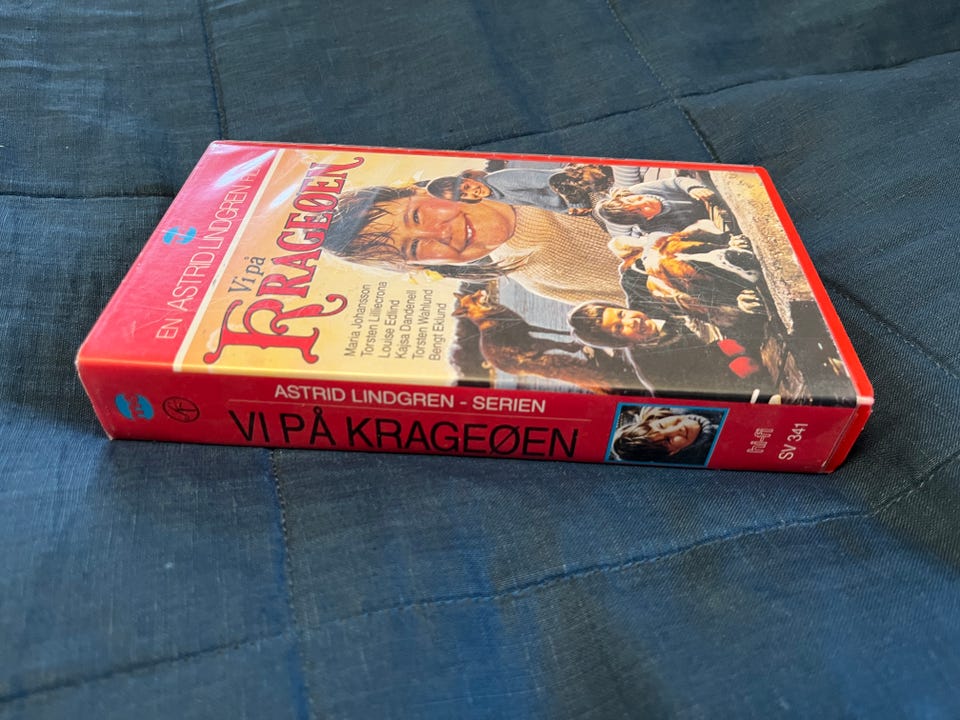 EN ASTRID LINDGREN
Vi på
KRAGEØEN
Maria Johansson
Torsten Lilliecrona
Louise Edlind
Kajsa Dandenell
Torsten Wahlund
Bengt Eklund
ASTRID LINDGREN - SERIEN
VI PÅ KRAGEØEN
hi-fi
SV 341